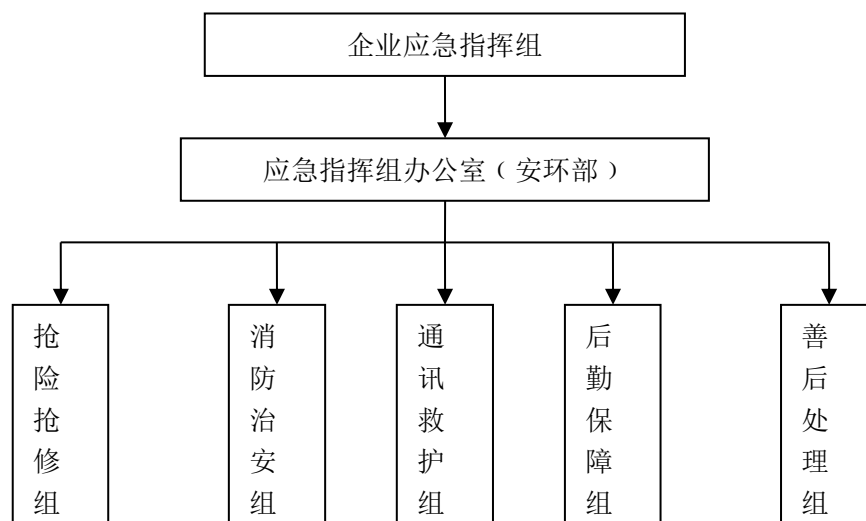 企业应急指挥组
应急指挥组办公室（安环部）
抢险抢修组
消防治安组
通讯救护组
后勤保障组
善后处理组